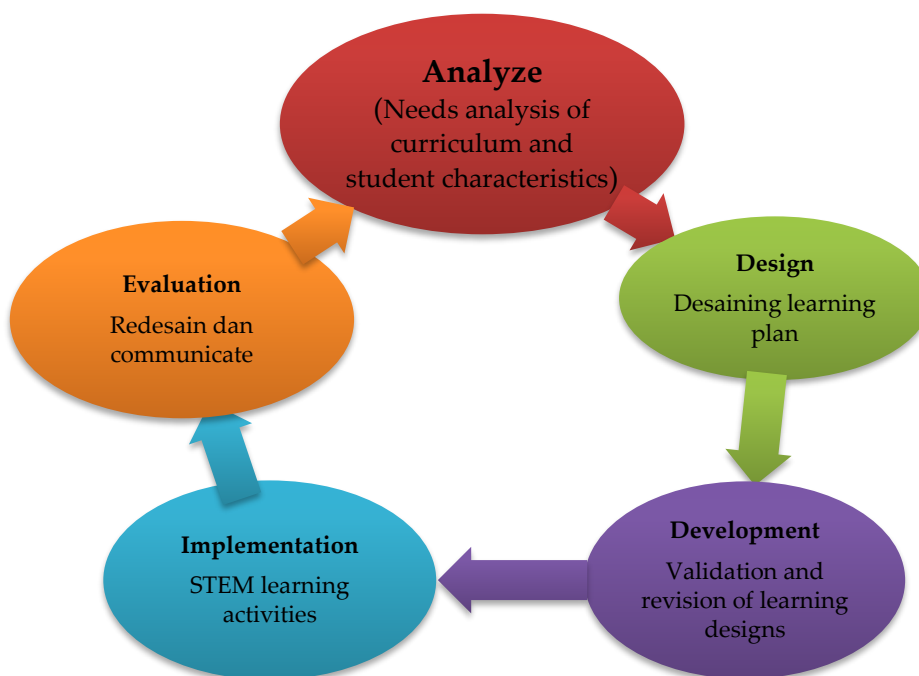 Analyze
(Needs analysis of
curriculum and
student characteristics)
Design
Desaining learning
plan
Development
Validation and
revision of learning
designs
Implementation
STEM learning
activities
Evaluation
Redesain dan
communicate